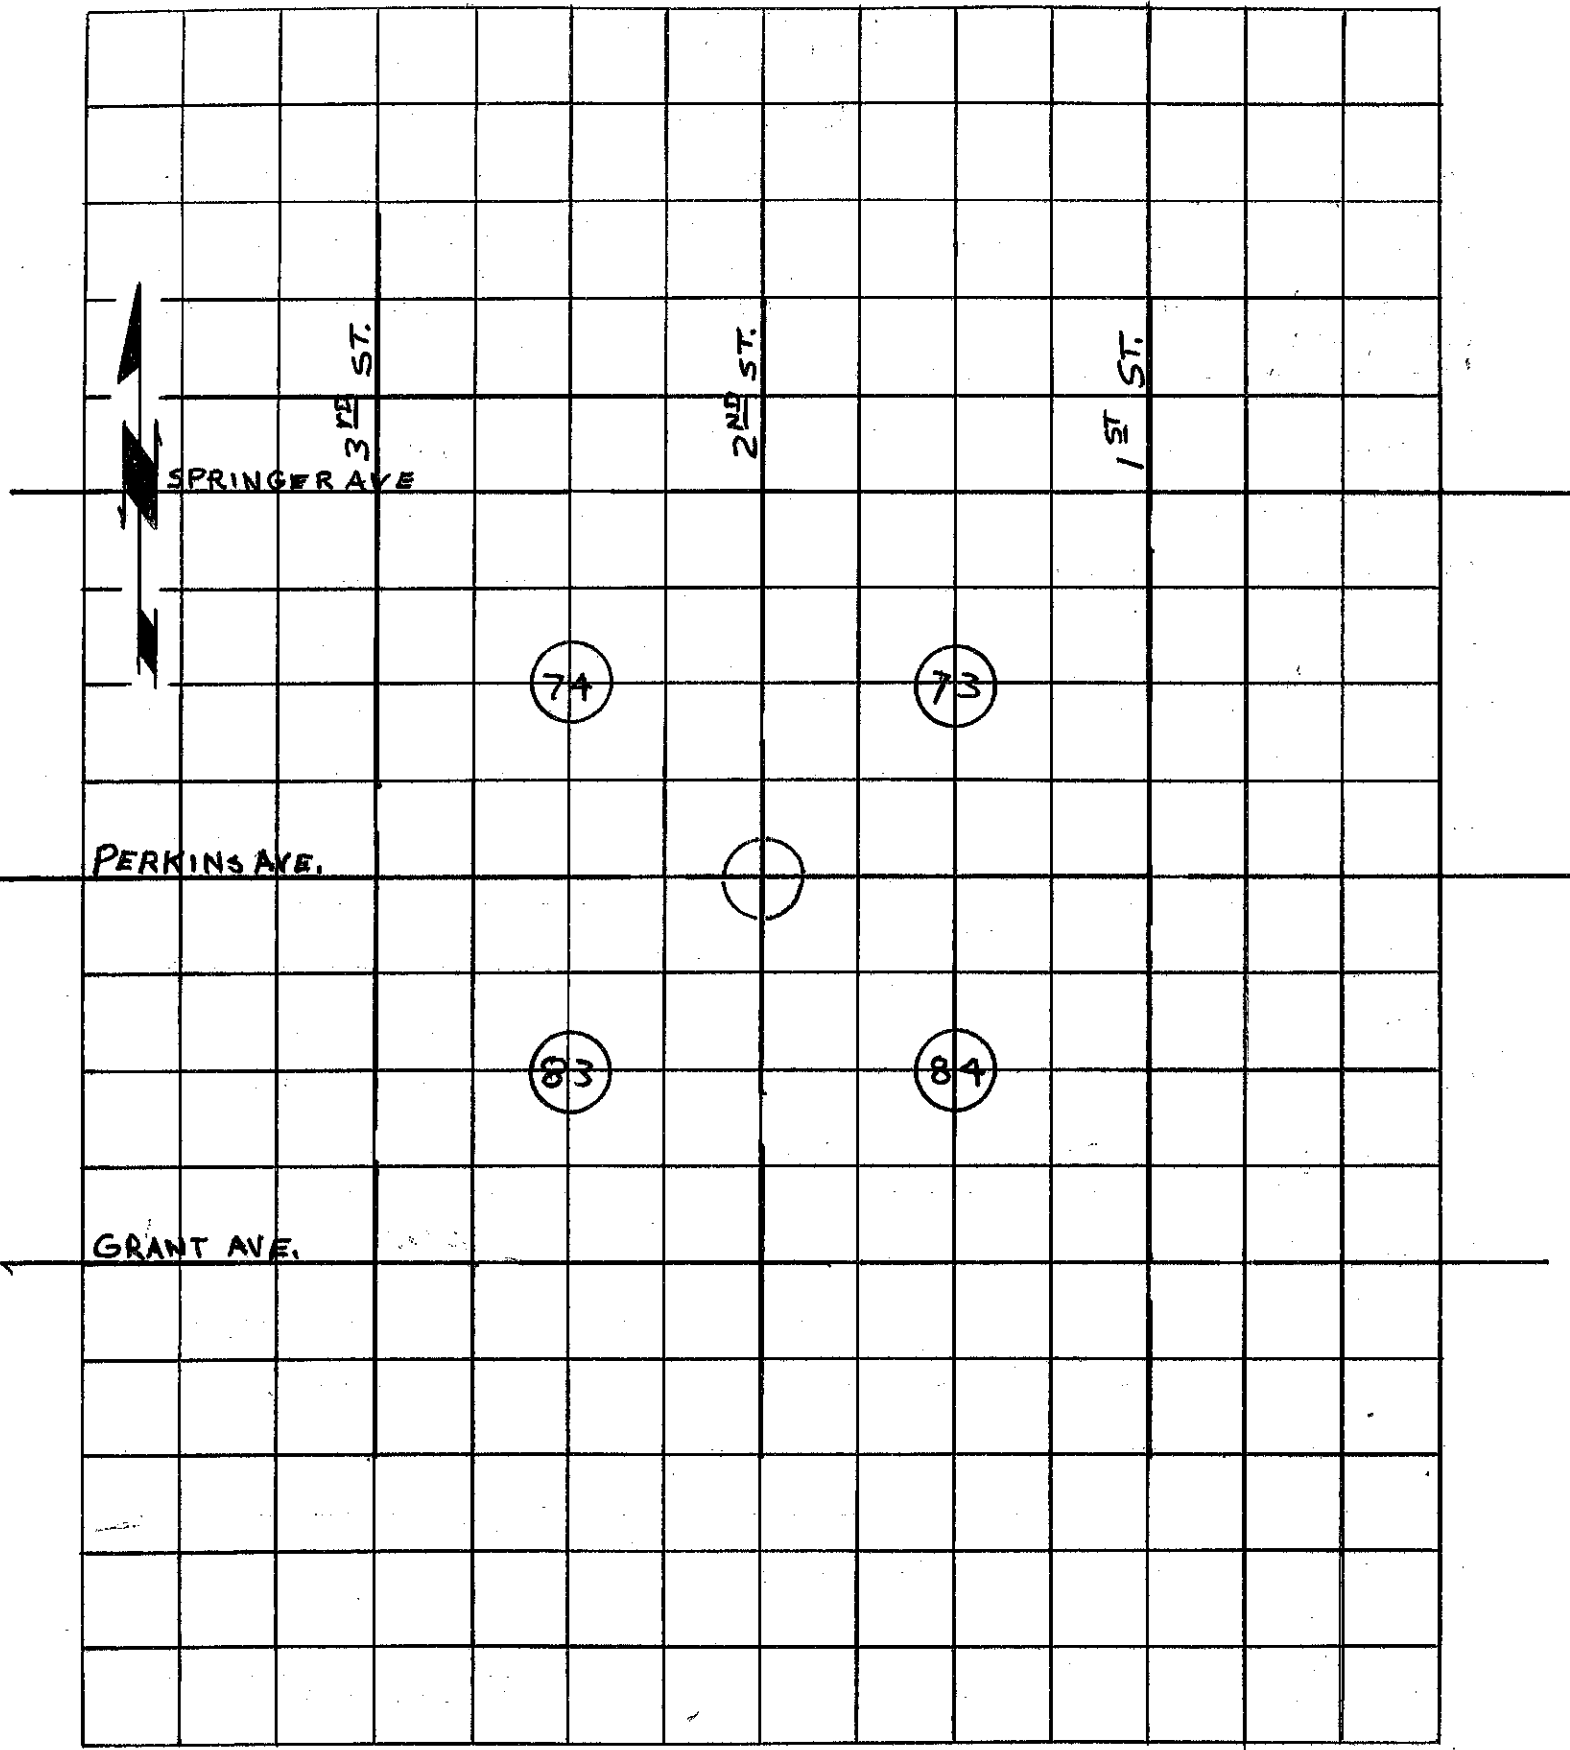 3RD ST.
2ND ST.
1ST ST.
N
SPRINGER AVE
74
73
PERKINS AVE.
83
84
GRANT AVE.